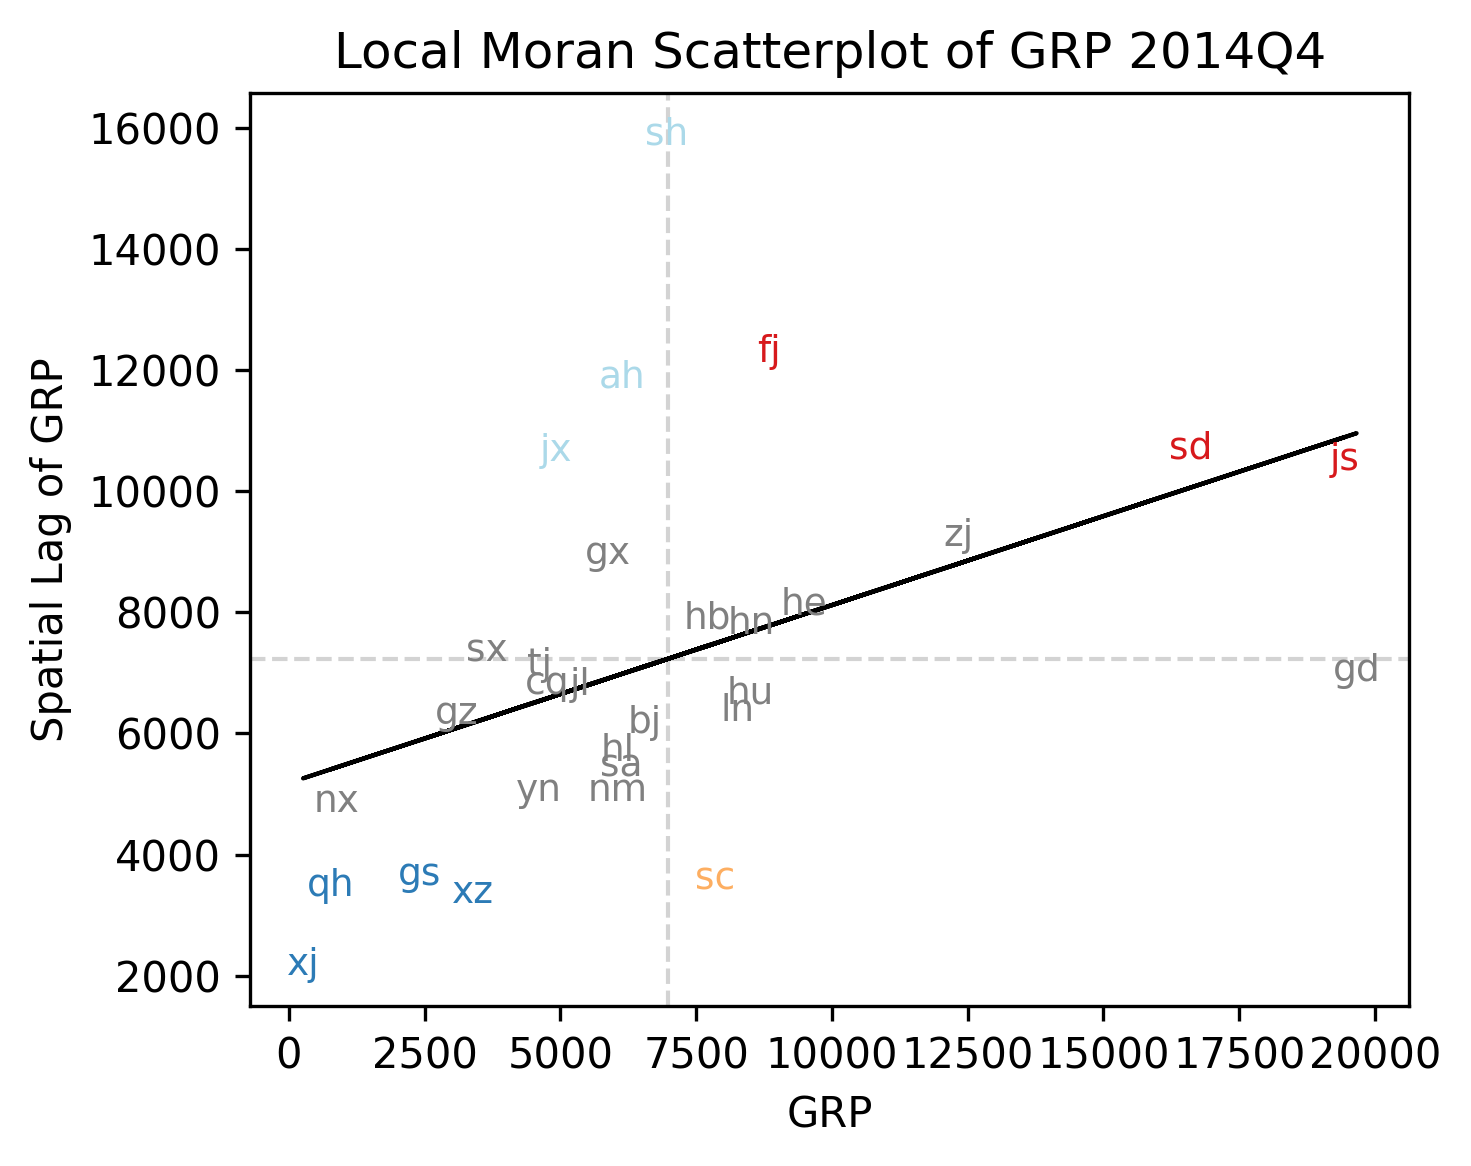 Local Moran Scatterplot of GRP 2014Q4
16000
14000
12000
10000
8000
6000
4000
2000
Spatial Lag of GRP
sh
fj
ah
jx
sd
js
zj
gx
he
hb
hn
sx
tj
cq
jl
gd
hu
ln
gz
bj
hl
sa
yn
nm
nx
gs
sc
qh
xz
xj
0
2500
5000
7500
10000
12500
15000
17500
20000
GRP